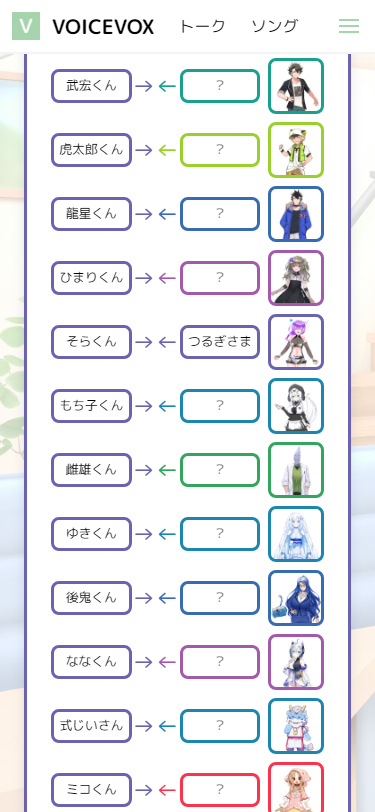 V VOICEVOX トーク ソング
武宏くん → ← ?
虎太郎くん → ← ?
龍星くん → ← ?
ひまりくん → ← ?
そらくん → ← つるぎさま
もち子くん → ← ?
雌雄くん → ← ?
ゆきくん → ← ?
後鬼くん → ← ?
ななくん → ← ?
式じいさん → ← ?
ミコくん → ← ?